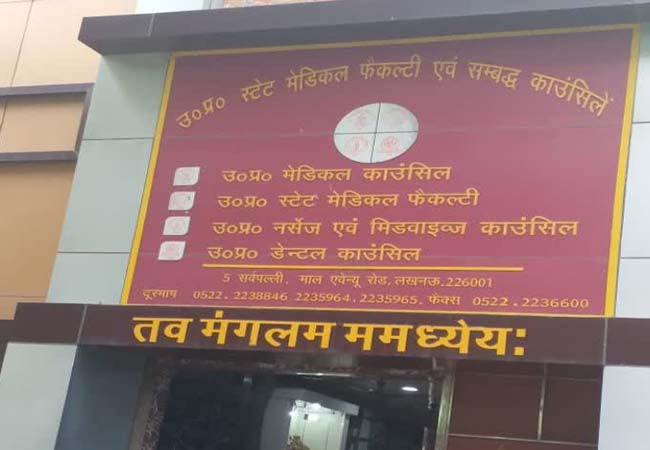 उ०प्र० स्टेट मेडिकल फैकल्टी एवं सम्बद्ध काउंसिलें
उ०प्र० मेडिकल काउंसिल
उ०प्र० स्टेट मेडिकल फैकल्टी
उ०प्र० नर्सेज एवं मिडवाइव्ज काउंसिल
उ०प्र० डेन्टल काउंसिल
5 सर्वपल्ली. माल एवेन्यू रोड.लखनऊ.226001
दूरभाष 0522.2238846 2235964.2235965. फैक्स 0522.2236600
तव मंगलम ममध्येय: